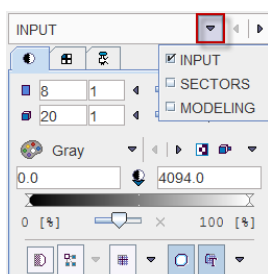 INPUT
INPUT
SECTORS
MODELING
8 1
20 1
Gray
0.0 4094.0
0 [%] 100 [%]